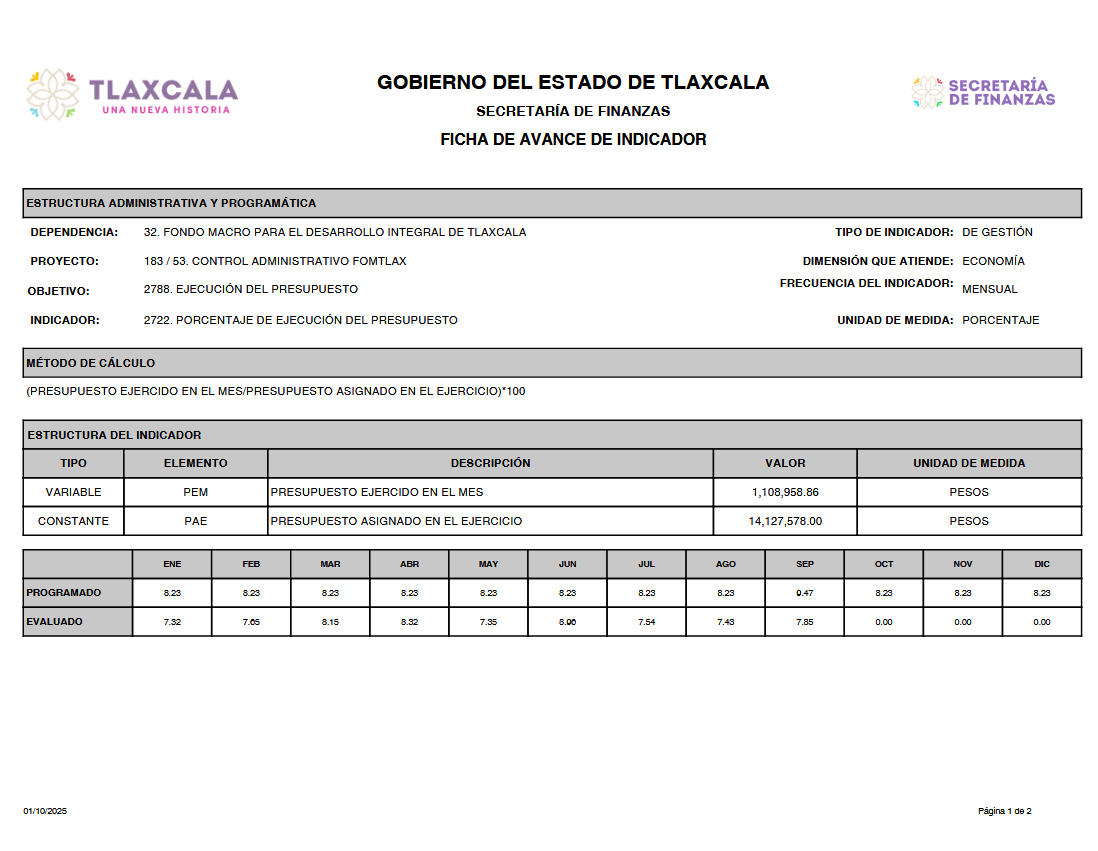 TLAXCALA
UNA NUEVA HISTORIA
GOBIERNO DEL ESTADO DE TLAXCALA
SECRETARÍA DE FINANZAS
FICHA DE AVANCE DE INDICADOR
SECRETARÍA
DE FINANZAS
ESTRUCTURA ADMINISTRATIVA Y PROGRAMÁTICA
DEPENDENCIA: 32. FONDO MACRO PARA EL DESARROLLO INTEGRAL DE TLAXCALA TIPO DE INDICADOR: DE GESTIÓN
PROYECTO: 183 / 53. CONTROL ADMINISTRATIVO FOMTLAX DIMENSIÓN QUE ATIENDE: ECONOMÍA
OBJETIVO: 2788. EJECUCIÓN DEL PRESUPUESTO FRECUENCIA DEL INDICADOR: MENSUAL
INDICADOR: 2722. PORCENTAJE DE EJECUCIÓN DEL PRESUPUESTO UNIDAD DE MEDIDA: PORCENTAJE
MÉTODO DE CÁLCULO
(PRESUPUESTO EJERCIDO EN EL MES/PRESUPUESTO ASIGNADO EN EL EJERCICIO)*100
ESTRUCTURA DEL INDICADOR
TIPO ELEMENTO DESCRIPCIÓN VALOR UNIDAD DE MEDIDA
VARIABLE PEM PRESUPUESTO EJERCIDO EN EL MES 1,108,958.86 PESOS
CONSTANTE PAE PRESUPUESTO ASIGNADO EN EL EJERCICIO 14,127,578.00 PESOS
ENE FEB MAR ABR MAY JUN JUL AGO SEP OCT NOV DIC
PROGRAMADO 8.23 8.23 8.23 8.23 8.23 8.23 8.23 8.23 9.47 8.23 8.23 8.23
EVALUADO 7.32 7.65 8.15 8.32 7.35 8.06 7.54 7.43 7.85 0.00 0.00 0.00
01/10/2025 Página 1 de 2